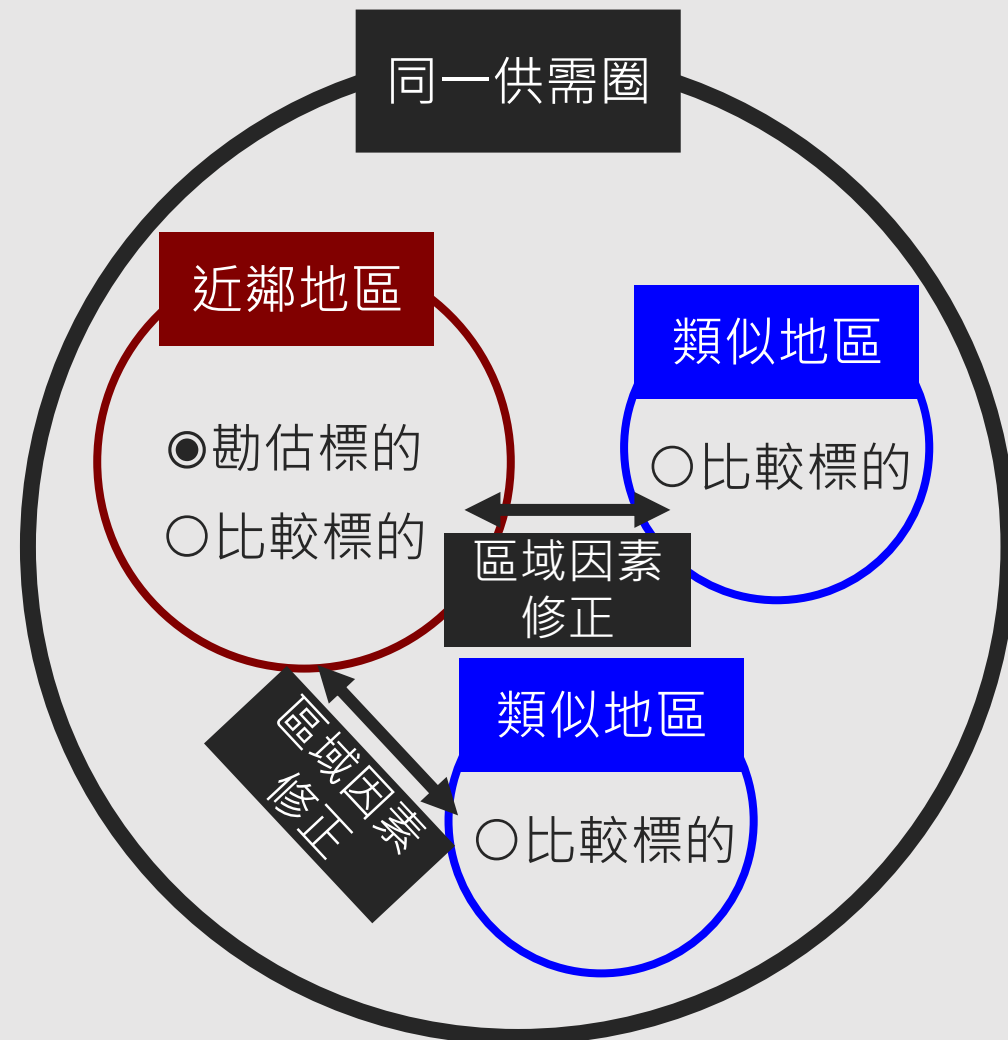 同一供需圈
近鄰地區
◉勘估標的
○比較標的
類似地區
○比較標的
區域因素
修正
類似地區
○比較標的
區域因素
修正